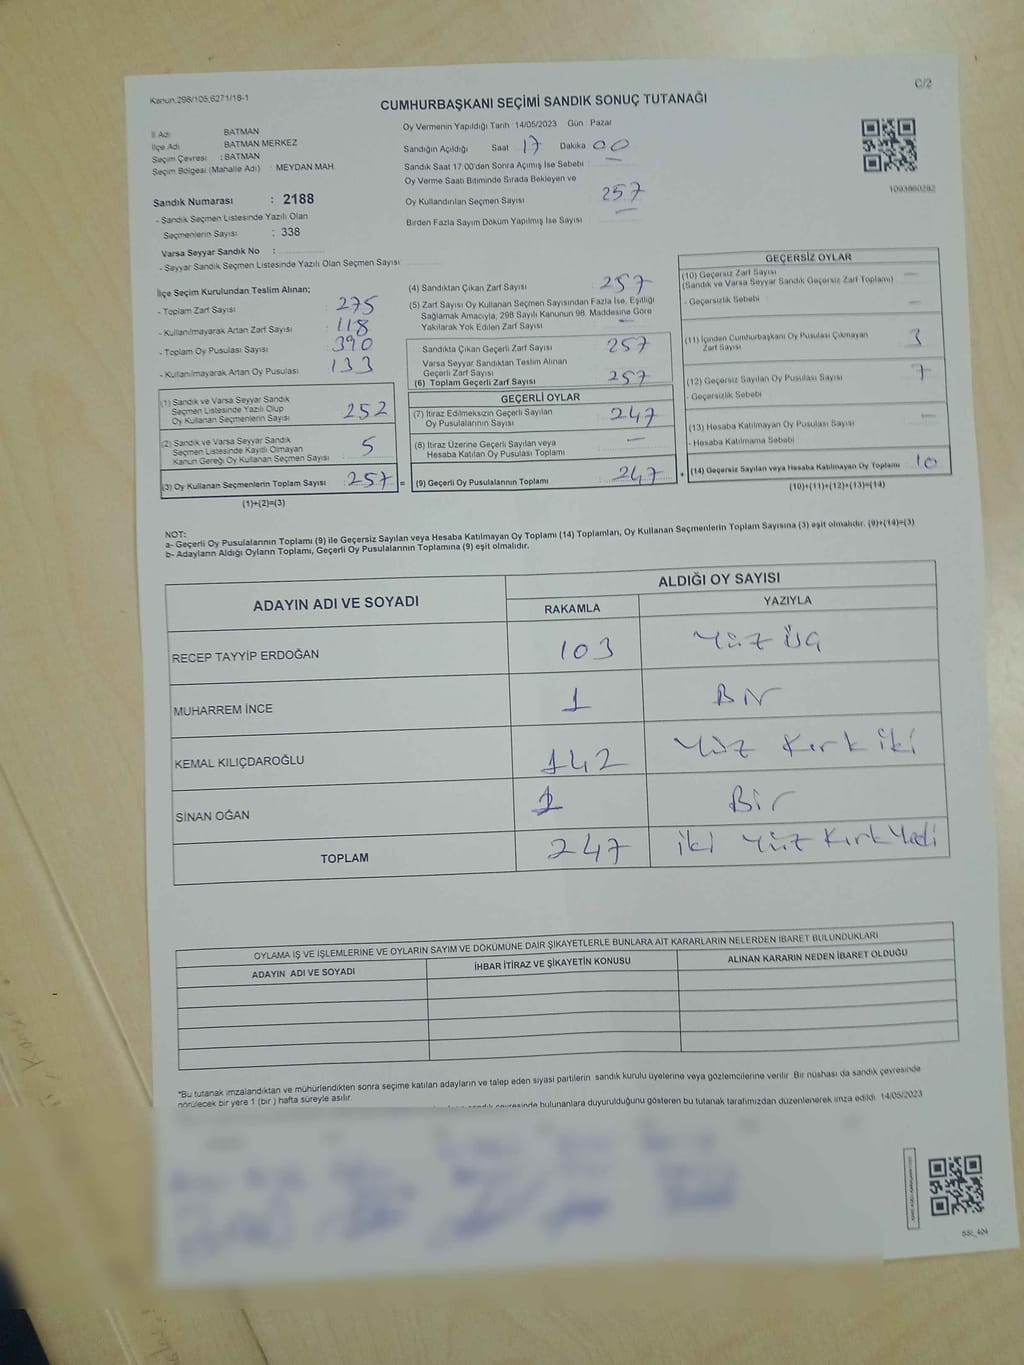 Kanun:298/105,6271/18-1
C/2
CUMHURBAŞKANI SEÇİMİ SANDIK SONUÇ TUTANAĞI
İl Adı BATMAN
İlçe Adı BATMAN MERKEZ
Seçim Çevresi : BATMAN
Seçim Bölgesi (Mahalle Adı) : MEYDAN MAH.
Oy Vermenin Yapıldığı Tarih 14/05/2023 Gün Pazar
Sandığın Açıldığı Saat 17 Dakika 00
Sandık Saat 17:00'den Sonra Açımış İse Sebebi
Oy Verme Saati Bitiminde Sırada Bekleyen ve
Oy Kullandırılan Seçmen Sayısı 257
Birden Fazla Sayım Döküm Yapılmış İse Sayısı
1093860282
Sandık Numarası : 2188
- Sandık Seçmen Listesinde Yazılı Olan
Seçmenlerin Sayısı : 338
Varsa Seyyar Sandık No :
- Seyyar Sandık Seçmen Listesinde Yazılı Olan Seçmen Sayısı:
İlçe Seçim Kurulundan Teslim Alınan;
- Toplam Zarf Sayısı 275
- Kullanılmayarak Artan Zarf Sayısı 118
- Toplam Oy Pusulası Sayısı 390
- Kullanılmayarak Artan Oy Pusulası 133
(1) Sandık ve Varsa Seyyar Sandık
Seçmen Listesinde Yazılı Olup
Oy Kullanan Seçmenlerin Sayısı 252
(2) Sandık ve Varsa Seyyar Sandık
Seçmen Listesinde Kayıtlı Olmayan
Kanun Gereği Oy Kullanan Seçmen Sayısı 5
(3) Oy Kullanan Seçmenlerin Toplam Sayısı : 257 =
(1)+(2)=(3)
(4) Sandıktan Çıkan Zarf Sayısı 257
(5) Zarf Sayısı Oy Kullanan Seçmen Sayısından Fazla İse, Eşitliği
Sağlamak Amacıyla, 298 Sayılı Kanunun 98. Maddesine Göre
Yakılarak Yok Edilen Zarf Sayısı —
Sandıkta Çıkan Geçerli Zarf Sayısı 257
Varsa Seyyar Sandıktan Teslim Alınan
Geçerli Zarf Sayısı
(6) Toplam Geçerli Zarf Sayısı 257
GEÇERLİ OYLAR
(7) İtiraz Edilmeksizin Geçerli Sayılan
Oy Pusulalarının Sayısı 247
(8) İtiraz Üzerine Geçerli Sayılan veya
Hesaba Katılan Oy Pusulası Toplamı —
(9) Geçerli Oy Pusulalarının Toplamı 247 +
GEÇERSİZ OYLAR
(10) Geçersiz Zarf Sayısı —
(Sandık ve Varsa Seyyar Sandık Geçersiz Zarf Toplamı)
- Geçersizlik Sebebi —
(11) İçinden Cumhurbaşkanı Oy Pusulası Çıkmayan
Zarf Sayısı 3
(12) Geçersiz Sayılan Oy Pusulası Sayısı 7
- Geçersizlik Sebebi
(13) Hesaba Katılmayan Oy Pusulası Sayısı —
- Hesaba Katılmama Sebebi
(14) Geçersiz Sayılan veya Hesaba Katılmayan Oy Toplamı 10
(10)+(11)+(12)+(13)=(14)
NOT:
a- Geçerli Oy Pusulalarının Toplamı (9) ile Geçersiz Sayılan veya Hesaba Katılmayan Oy Toplamı (14) Toplamları, Oy Kullanan Seçmenlerin Toplam Sayısına (3) eşit olmalıdır. (9)+(14)=(3)
b- Adayların Aldığı Oyların Toplamı, Geçerli Oy Pusulalarının Toplamına (9) eşit olmalıdır.
ADAYIN ADI VE SOYADI ALDIĞI OY SAYISI
RAKAMLA YAZIYLA
RECEP TAYYİP ERDOĞAN 103 Yüz Üç
MUHARREM İNCE 1 Bir
KEMAL KILIÇDAROĞLU 142 Yüz Kırk iki
SİNAN OĞAN 1 Bir
TOPLAM 247 iki Yüz Kırk Yedi
OYLAMA İŞ VE İŞLEMLERİNE VE OYLARIN SAYIM VE DÖKÜMÜNE DAİR ŞİKAYETLERLE BUNLARA AİT KARARLARIN NELERDEN İBARET BULUNDUKLARI
ADAYIN ADI VE SOYADI İHBAR İTİRAZ VE ŞİKAYETİN KONUSU ALINAN KARARIN NEDEN İBARET OLDUĞU
"Bu tutanak imzalandıktan ve mühürlendikten sonra seçime katılan adayların ve talep eden siyasi partilerin sandık kurulu üyelerine veya gözlemcilerine verilir. Bir nüshası da sandık çevresinde
görülecek bir yere 1 (bir ) hafta süreyle asılır.
sandık çevresinde bulunanlara duyurulduğunu gösteren bu tutanak tarafımızdan düzenlenerek imza edildi. 14/05/2023